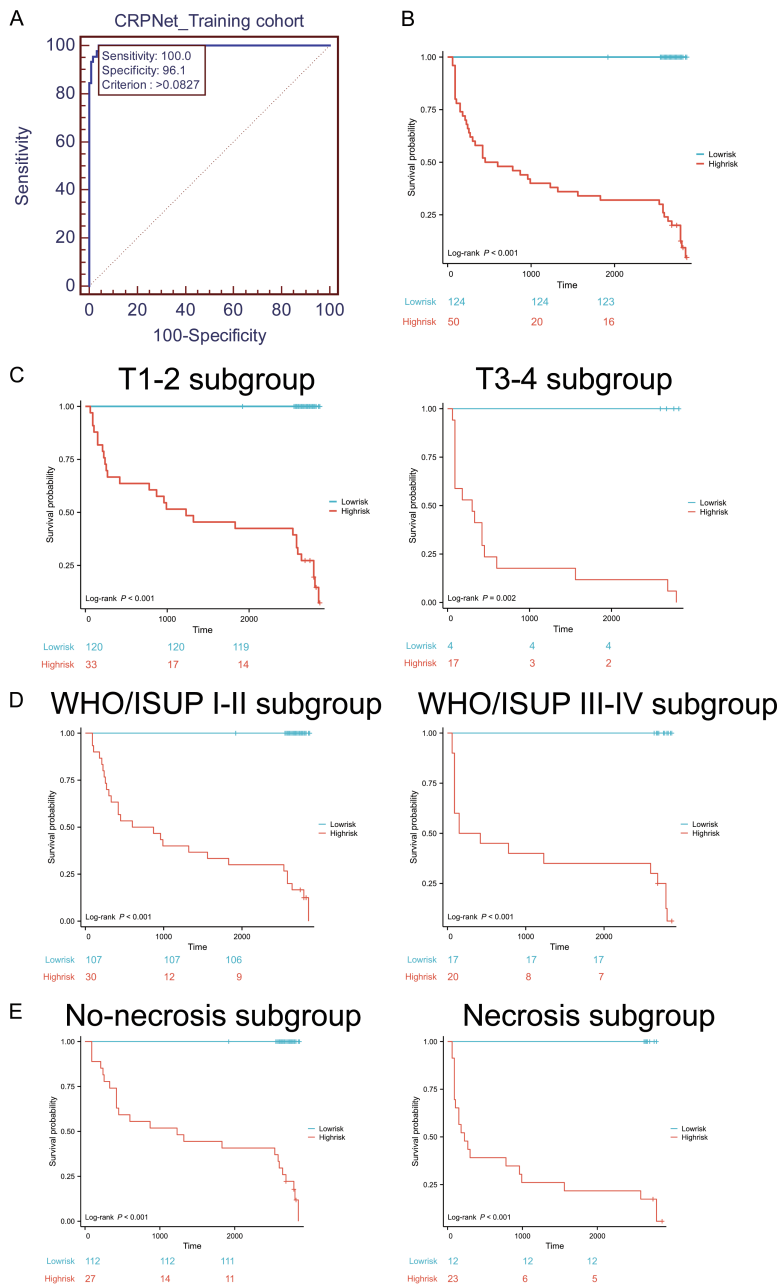 A
CRPNet_Training cohort
100
80
60
40
20
0
Sensitivity
Sensitivity: 100.0
Specificity: 96.1
Criterion : >0.0827
0 20 40 60 80 100
100-Specificity
B
1.00
0.75
0.50
0.25
Survival probability
Lowrisk
Highrisk
Log-rank P < 0.001
0 1000 2000
Time
Lowrisk 124 124 123
Highrisk 50 20 16
C
T1-2 subgroup
1.00
0.75
0.50
0.25
Survival probability
Lowrisk
Highrisk
Log-rank P < 0.001
0 1000 2000
Time
Lowrisk 120 120 119
Highrisk 33 17 14
T3-4 subgroup
1.00
0.75
0.50
0.25
0.00
Survival probability
Lowrisk
Highrisk
Log-rank P = 0.002
0 1000 2000
Time
Lowrisk 4 4 4
Highrisk 17 3 2
D
WHO/ISUP I-II subgroup
1.00
0.75
0.50
0.25
0.00
Survival probability
Lowrisk
Highrisk
Log-rank P < 0.001
0 1000 2000
Time
Lowrisk 107 107 106
Highrisk 30 12 9
WHO/ISUP III-IV subgroup
1.00
0.75
0.50
0.25
Survival probability
Lowrisk
Highrisk
Log-rank P < 0.001
0 1000 2000
Time
Lowrisk 17 17 17
Highrisk 20 8 7
E
No-necrosis subgroup
1.00
0.75
0.50
0.25
0.00
Survival probability
Lowrisk
Highrisk
Log-rank P < 0.001
0 1000 2000
Time
Lowrisk 112 112 111
Highrisk 27 14 11
Necrosis subgroup
1.00
0.75
0.50
0.25
Survival probability
Lowrisk
Highrisk
Log-rank P < 0.001
0 1000 2000
Time
Lowrisk 12 12 12
Highrisk 23 6 5